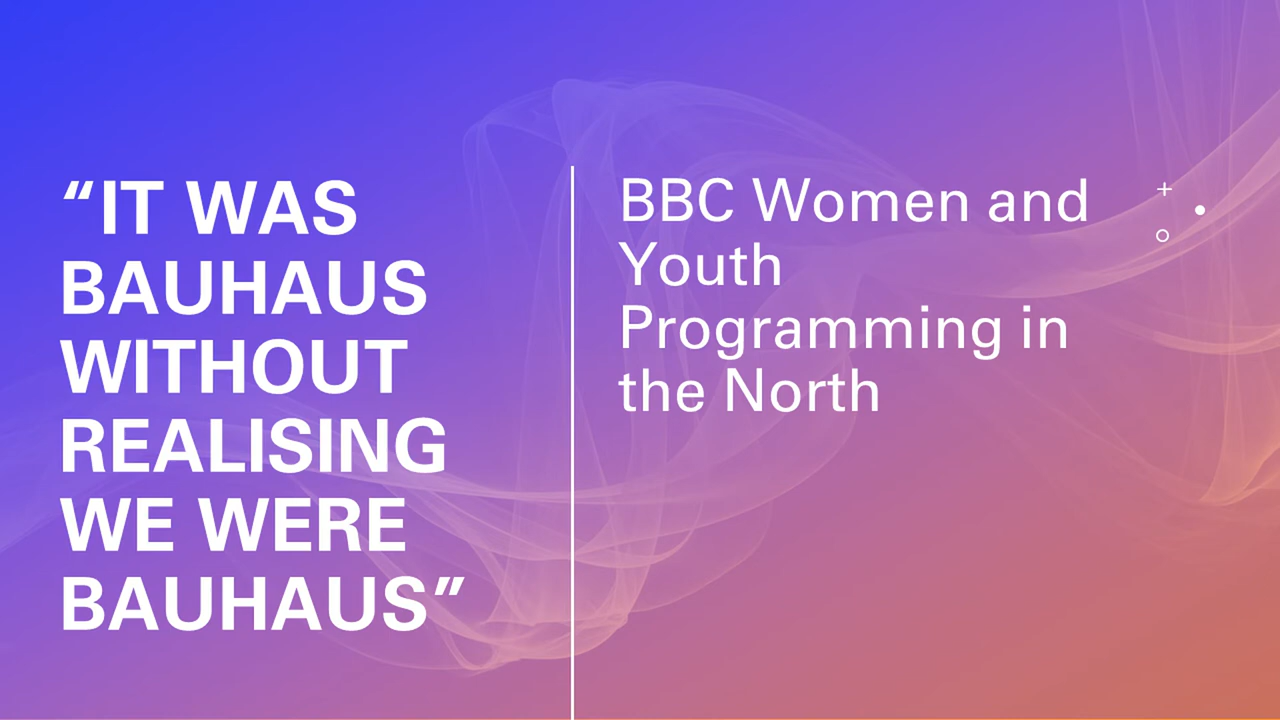 “IT WAS
BAUHAUS
WITHOUT
REALISING
WE WERE
BAUHAUS”
BBC Women and
Youth
Programming in
the North